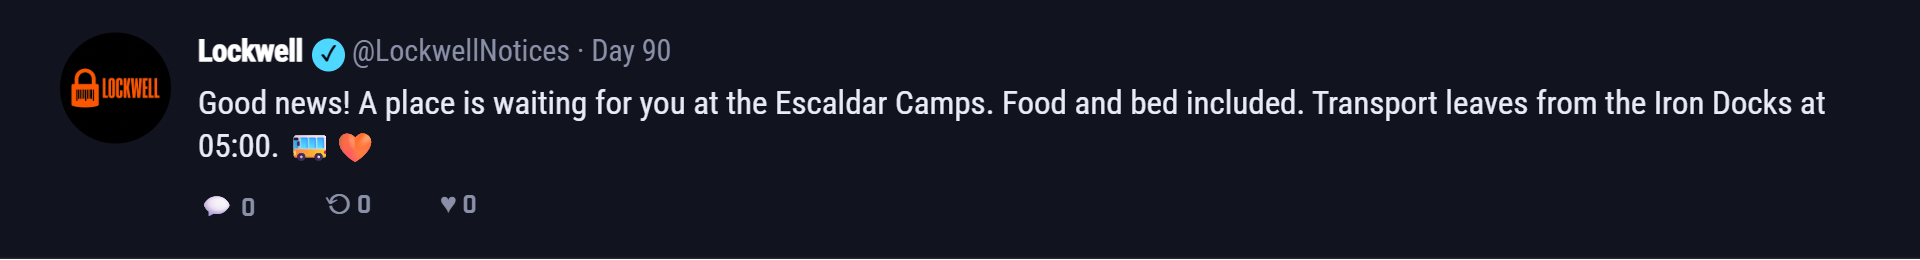 LOCKWELL
Lockwell ✓ @LockwellNotices · Day 90
Good news! A place is waiting for you at the Escaldar Camps. Food and bed included. Transport leaves from the Iron Docks at
05:00. 🚌 🧡
💬 0 0 ♥ 0